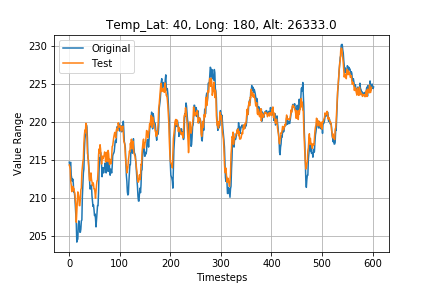 Temp_Lat: 40, Long: 180, Alt: 26333.0
Original
Test
Value Range
230
225
220
215
210
205
0 100 200 300 400 500 600
Timesteps